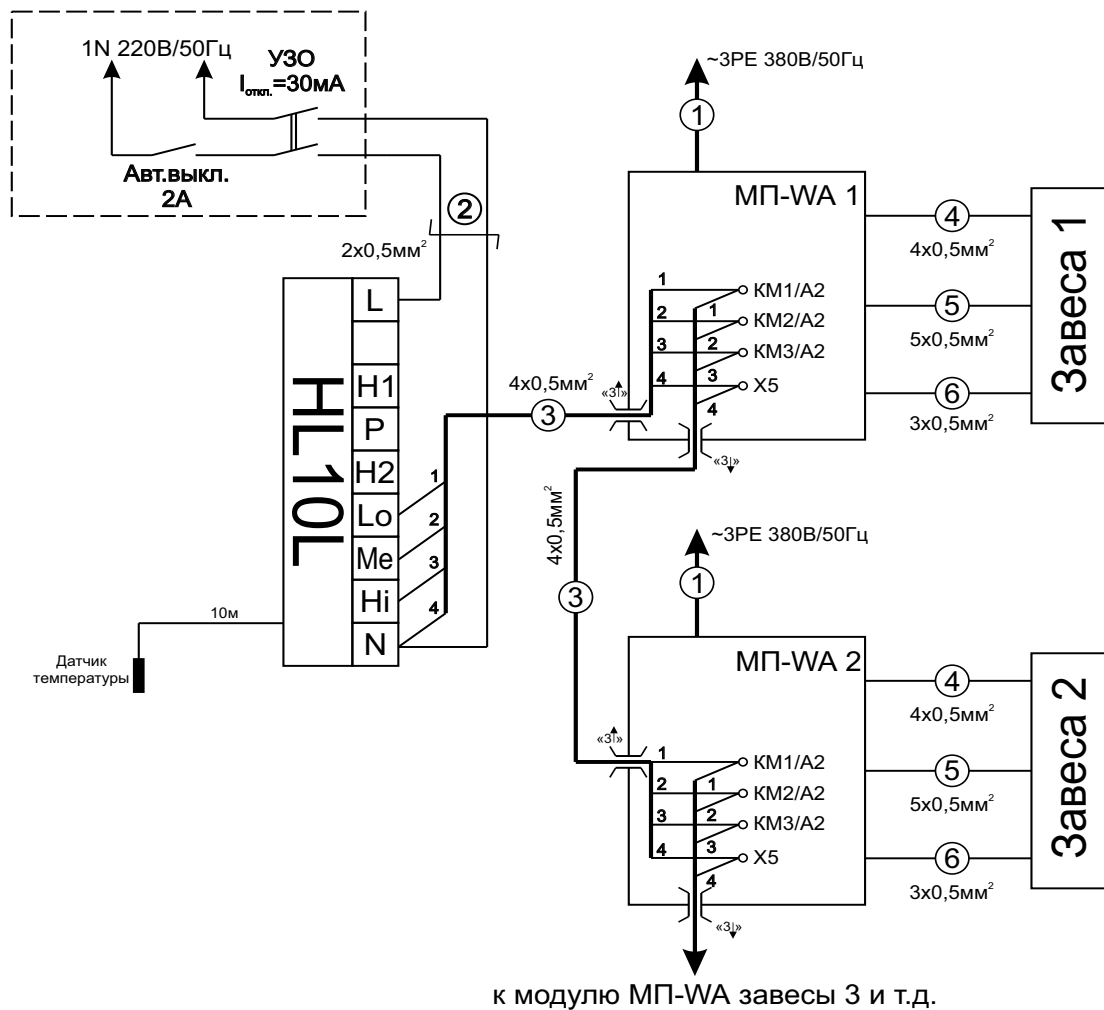 1N 220В/50Гц
УЗО
Iоткл.=30мА
Авт.выкл.
2А
2
2х0,5мм²
HL10L
L
H1
P
H2
Lo
Me
Hi
N
1
2
3
4
10м
Датчик
температуры
4х0,5мм²
3
«3»
~3PE 380В/50Гц
1
МП-WA 1
1
2
3
4
КМ1/А2
КМ2/А2
КМ3/А2
Х5
1
2
3
4
«3»
4
4х0,5мм²
5
5х0,5мм²
6
3х0,5мм²
Завеса 1
4х0,5мм²
3
«3»
~3PE 380В/50Гц
1
МП-WA 2
1
2
3
4
КМ1/А2
КМ2/А2
КМ3/А2
Х5
1
2
3
4
«3»
4
4х0,5мм²
5
5х0,5мм²
6
3х0,5мм²
Завеса 2
к модулю МП-WA завесы 3 и т.д.